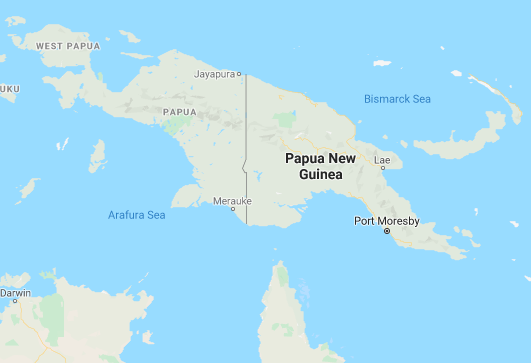 WEST PAPUA
Jayapura
UKU
Bismarck Sea
PAPUA
Papua New
Guinea
Lae
Merauke
Arafura Sea
Port Moresby
Darwin